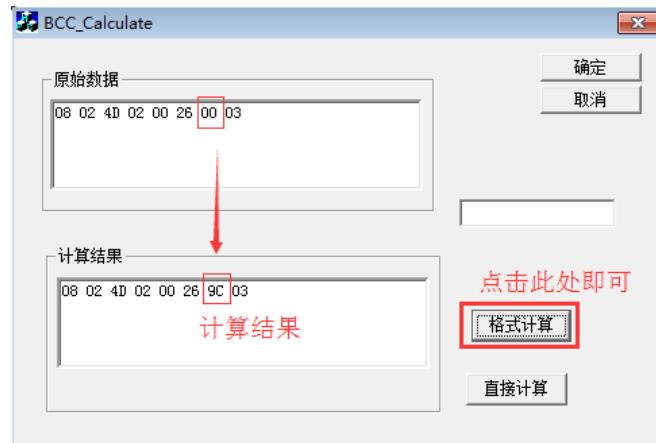 BCC_Calculate
确定
取消
原始数据
08 02 4D 02 00 26 00 03
计算结果
08 02 4D 02 00 26 9C 03
计算结果
点击此处即可
格式计算
直接计算